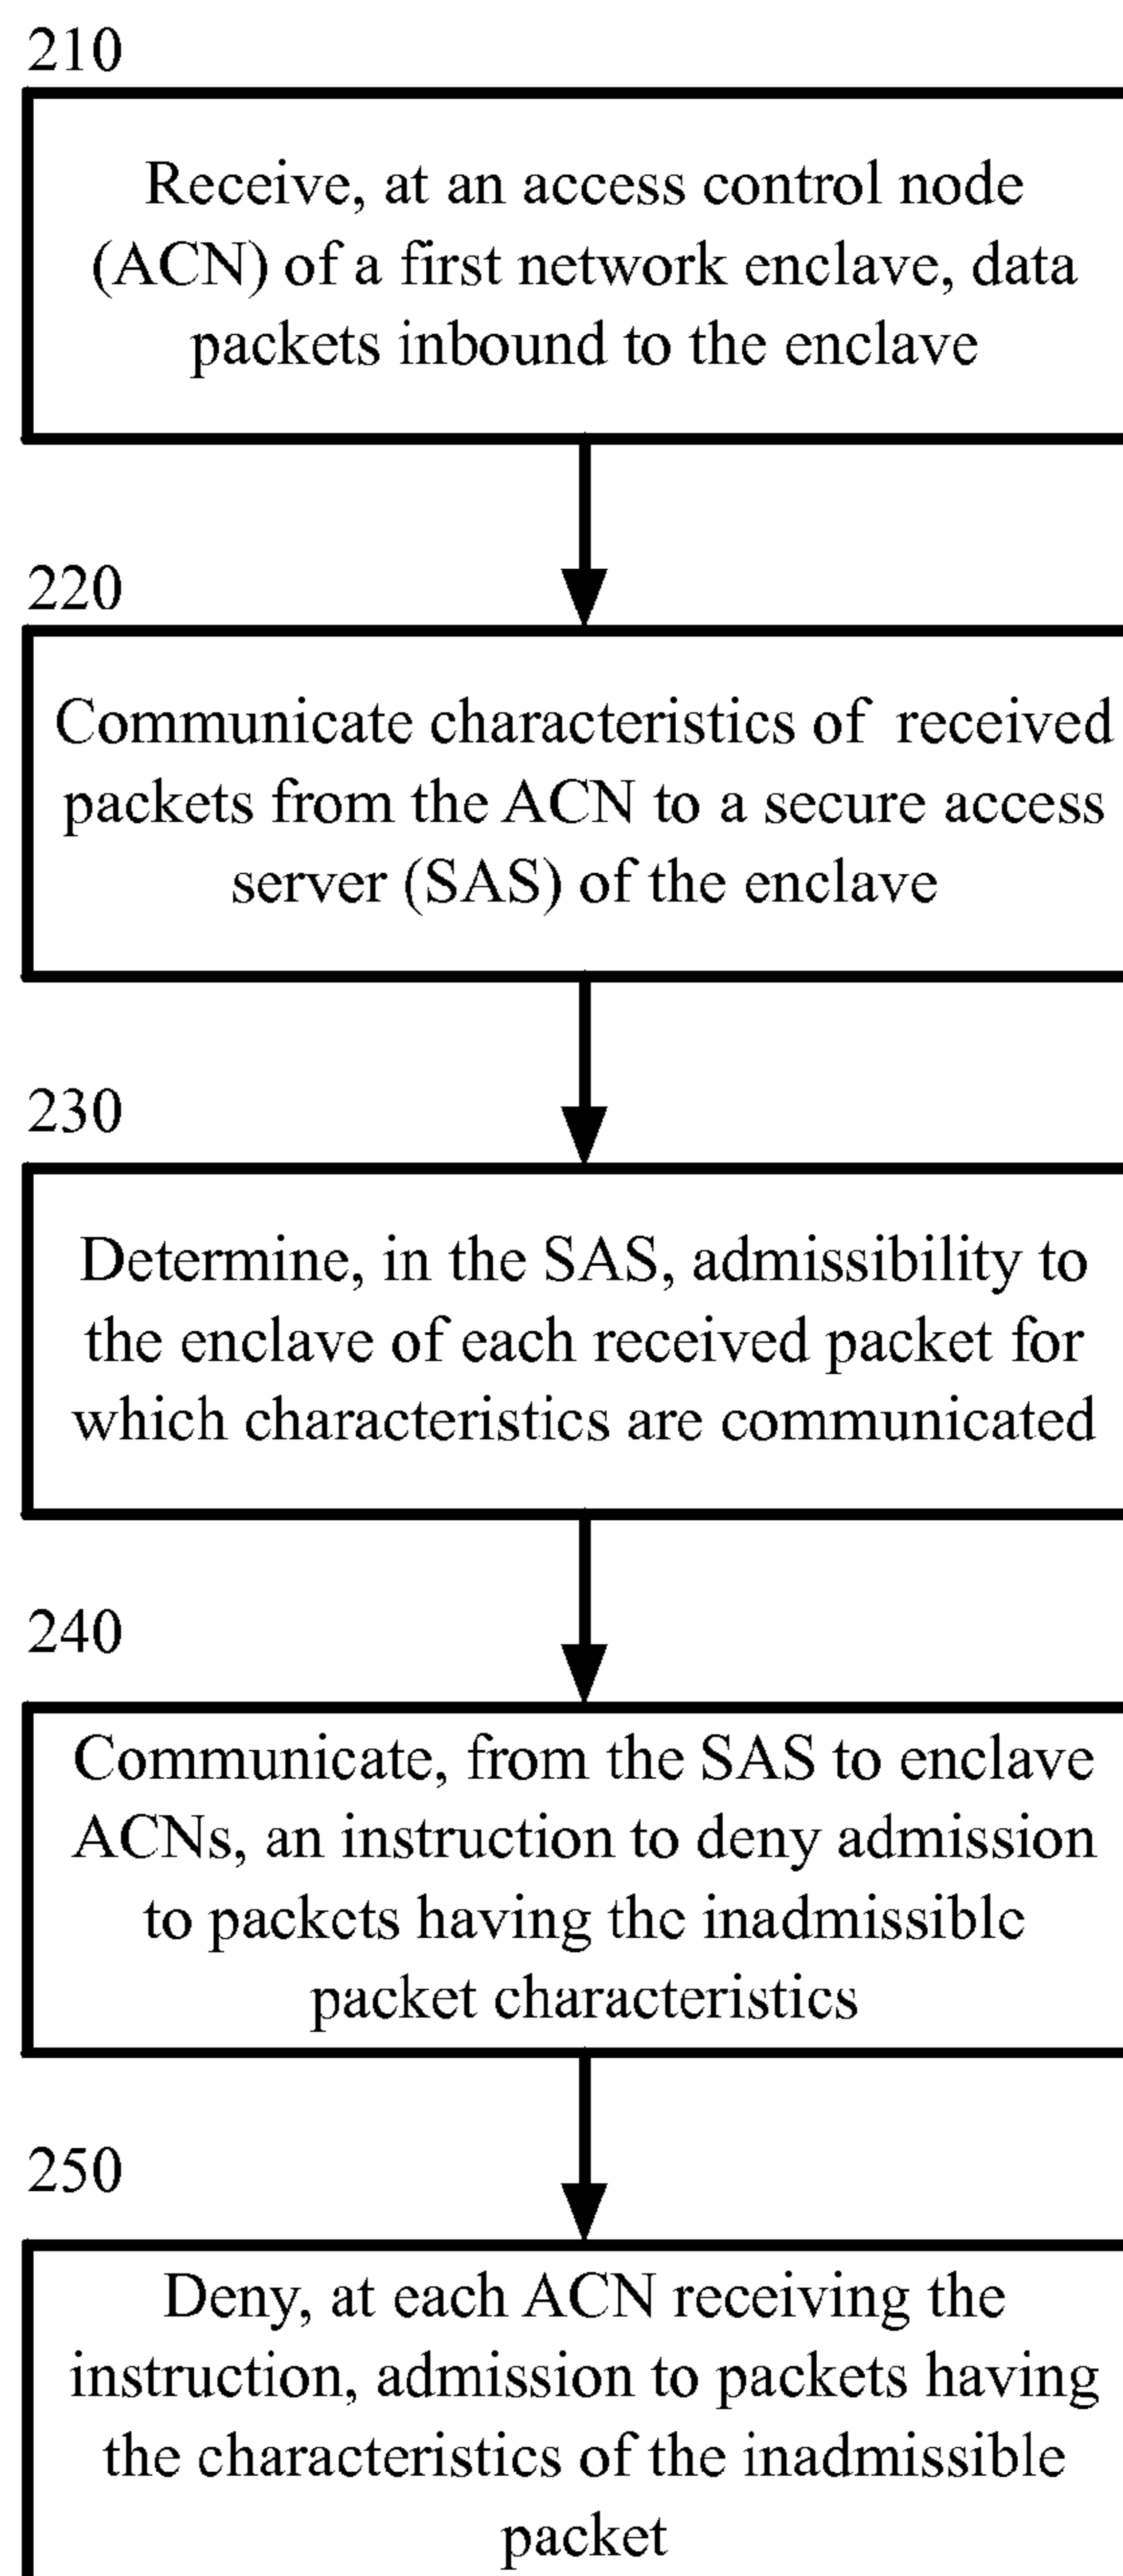 210
Receive, at an access control node
(ACN) of a first network enclave, data
packets inbound to the enclave
220
Communicate characteristics of received
packets from the ACN to a secure access
server (SAS) of the enclave
230
Determine, in the SAS, admissibility to
the enclave of each received packet for
which characteristics are communicated
240
Communicate, from the SAS to enclave
ACNs, an instruction to deny admission
to packets having the inadmissible
packet characteristics
250
Deny, at each ACN receiving the
instruction, admission to packets having
the characteristics of the inadmissible
packet